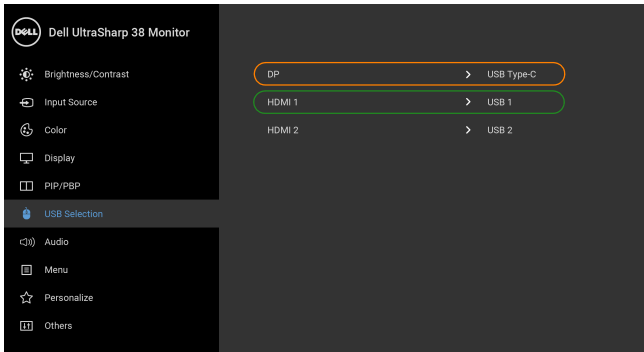 DELL
Dell UltraSharp 38 Monitor
Brightness/Contrast
Input Source
Color
Display
PIP/PBP
USB Selection
Audio
Menu
Personalize
Others
DP > USB Type-C
HDMI 1 > USB 1
HDMI 2 > USB 2